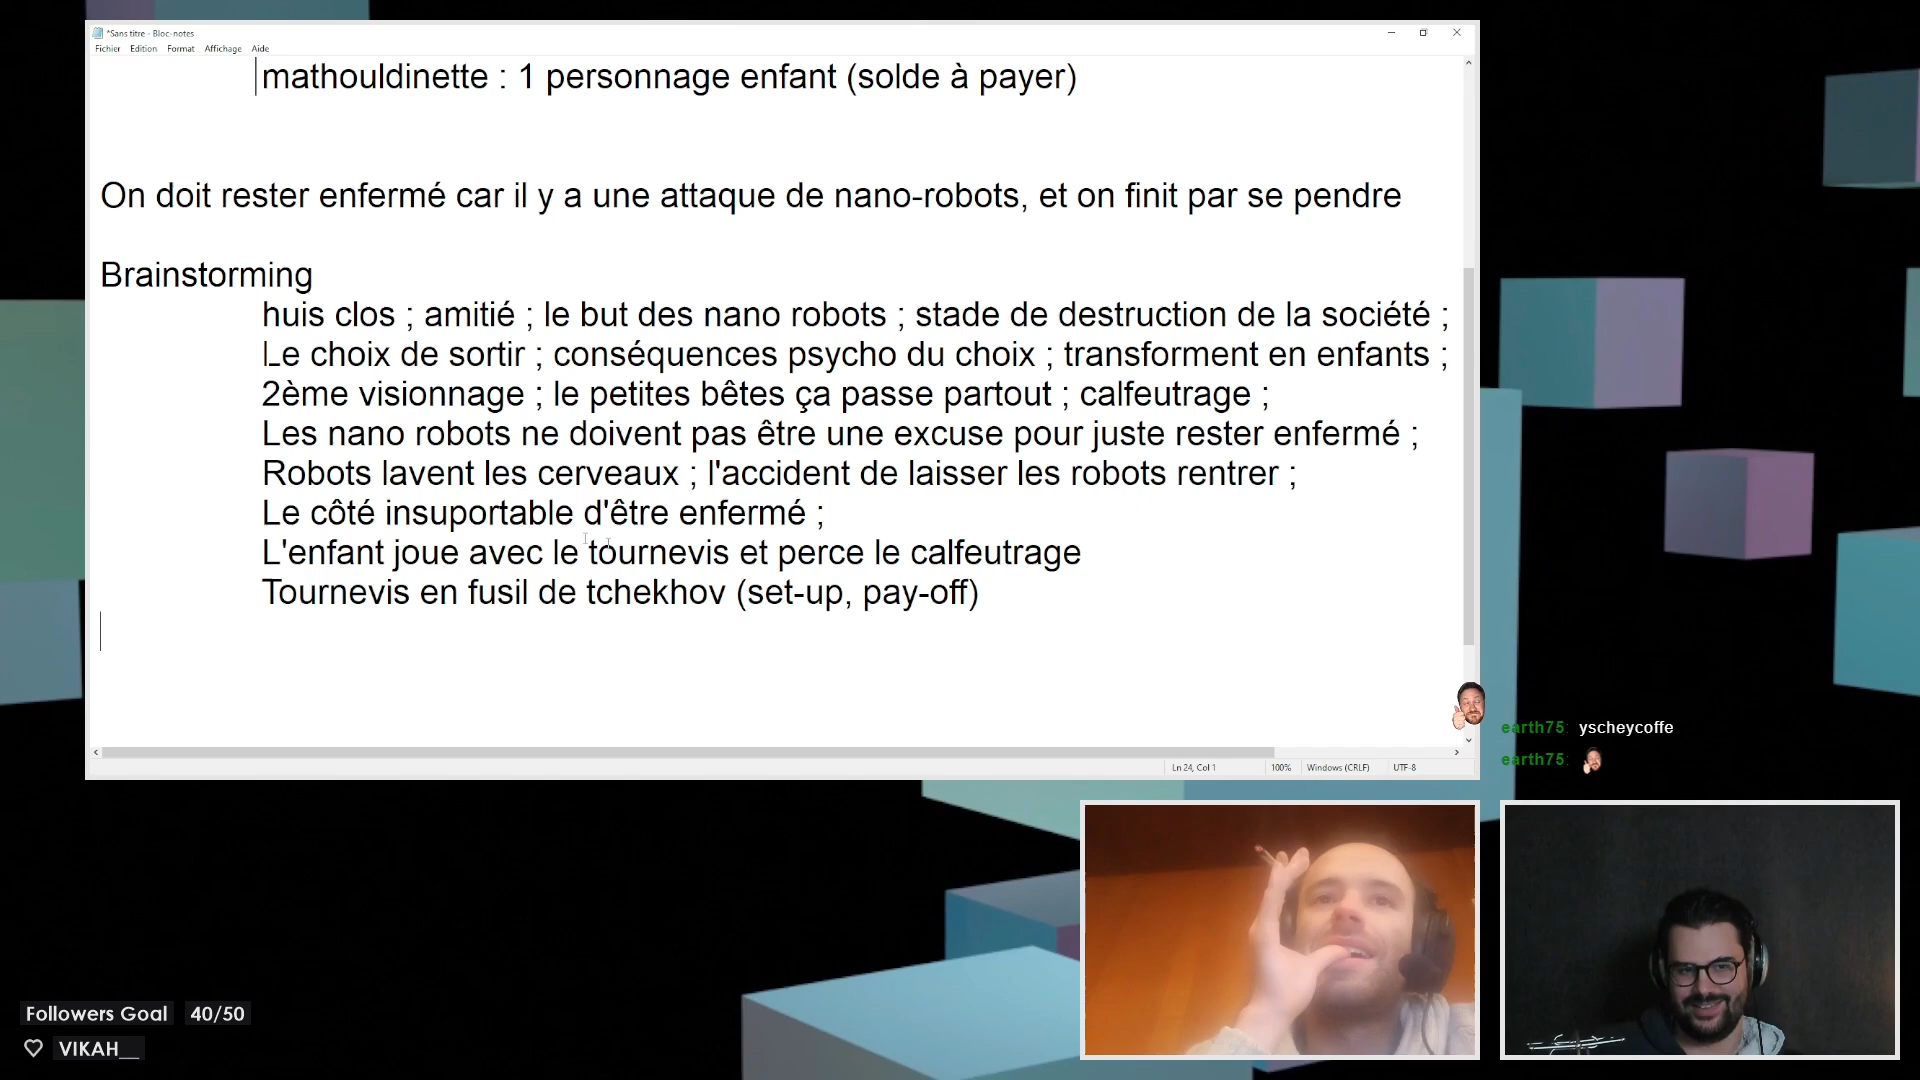 *Sans titre - Bloc-notes
Fichier Edition Format Affichage Aide
mathouldinette : 1 personnage enfant (solde à payer)
On doit rester enfermé car il y a une attaque de nano-robots, et on finit par se pendre
Brainstorming
huis clos ; amitié ; le but des nano robots ; stade de destruction de la société ;
Le choix de sortir ; conséquences psycho du choix ; transforment en enfants ;
2ème visionnage ; le petites bêtes ça passe partout ; calfeutrage ;
Les nano robots ne doivent pas être une excuse pour juste rester enfermé ;
Robots lavent les cerveaux ; l'accident de laisser les robots rentrer ;
Le côté insuportable d'être enfermé ;
L'enfant joue avec le tournevis et perce le calfeutrage
Tournevis en fusil de tchekhov (set-up, pay-off)
Ln 24, Col 1 100% Windows (CRLF) UTF-8
earth75: yscheycoffe
earth75:
Followers Goal 40/50
VIKAH__